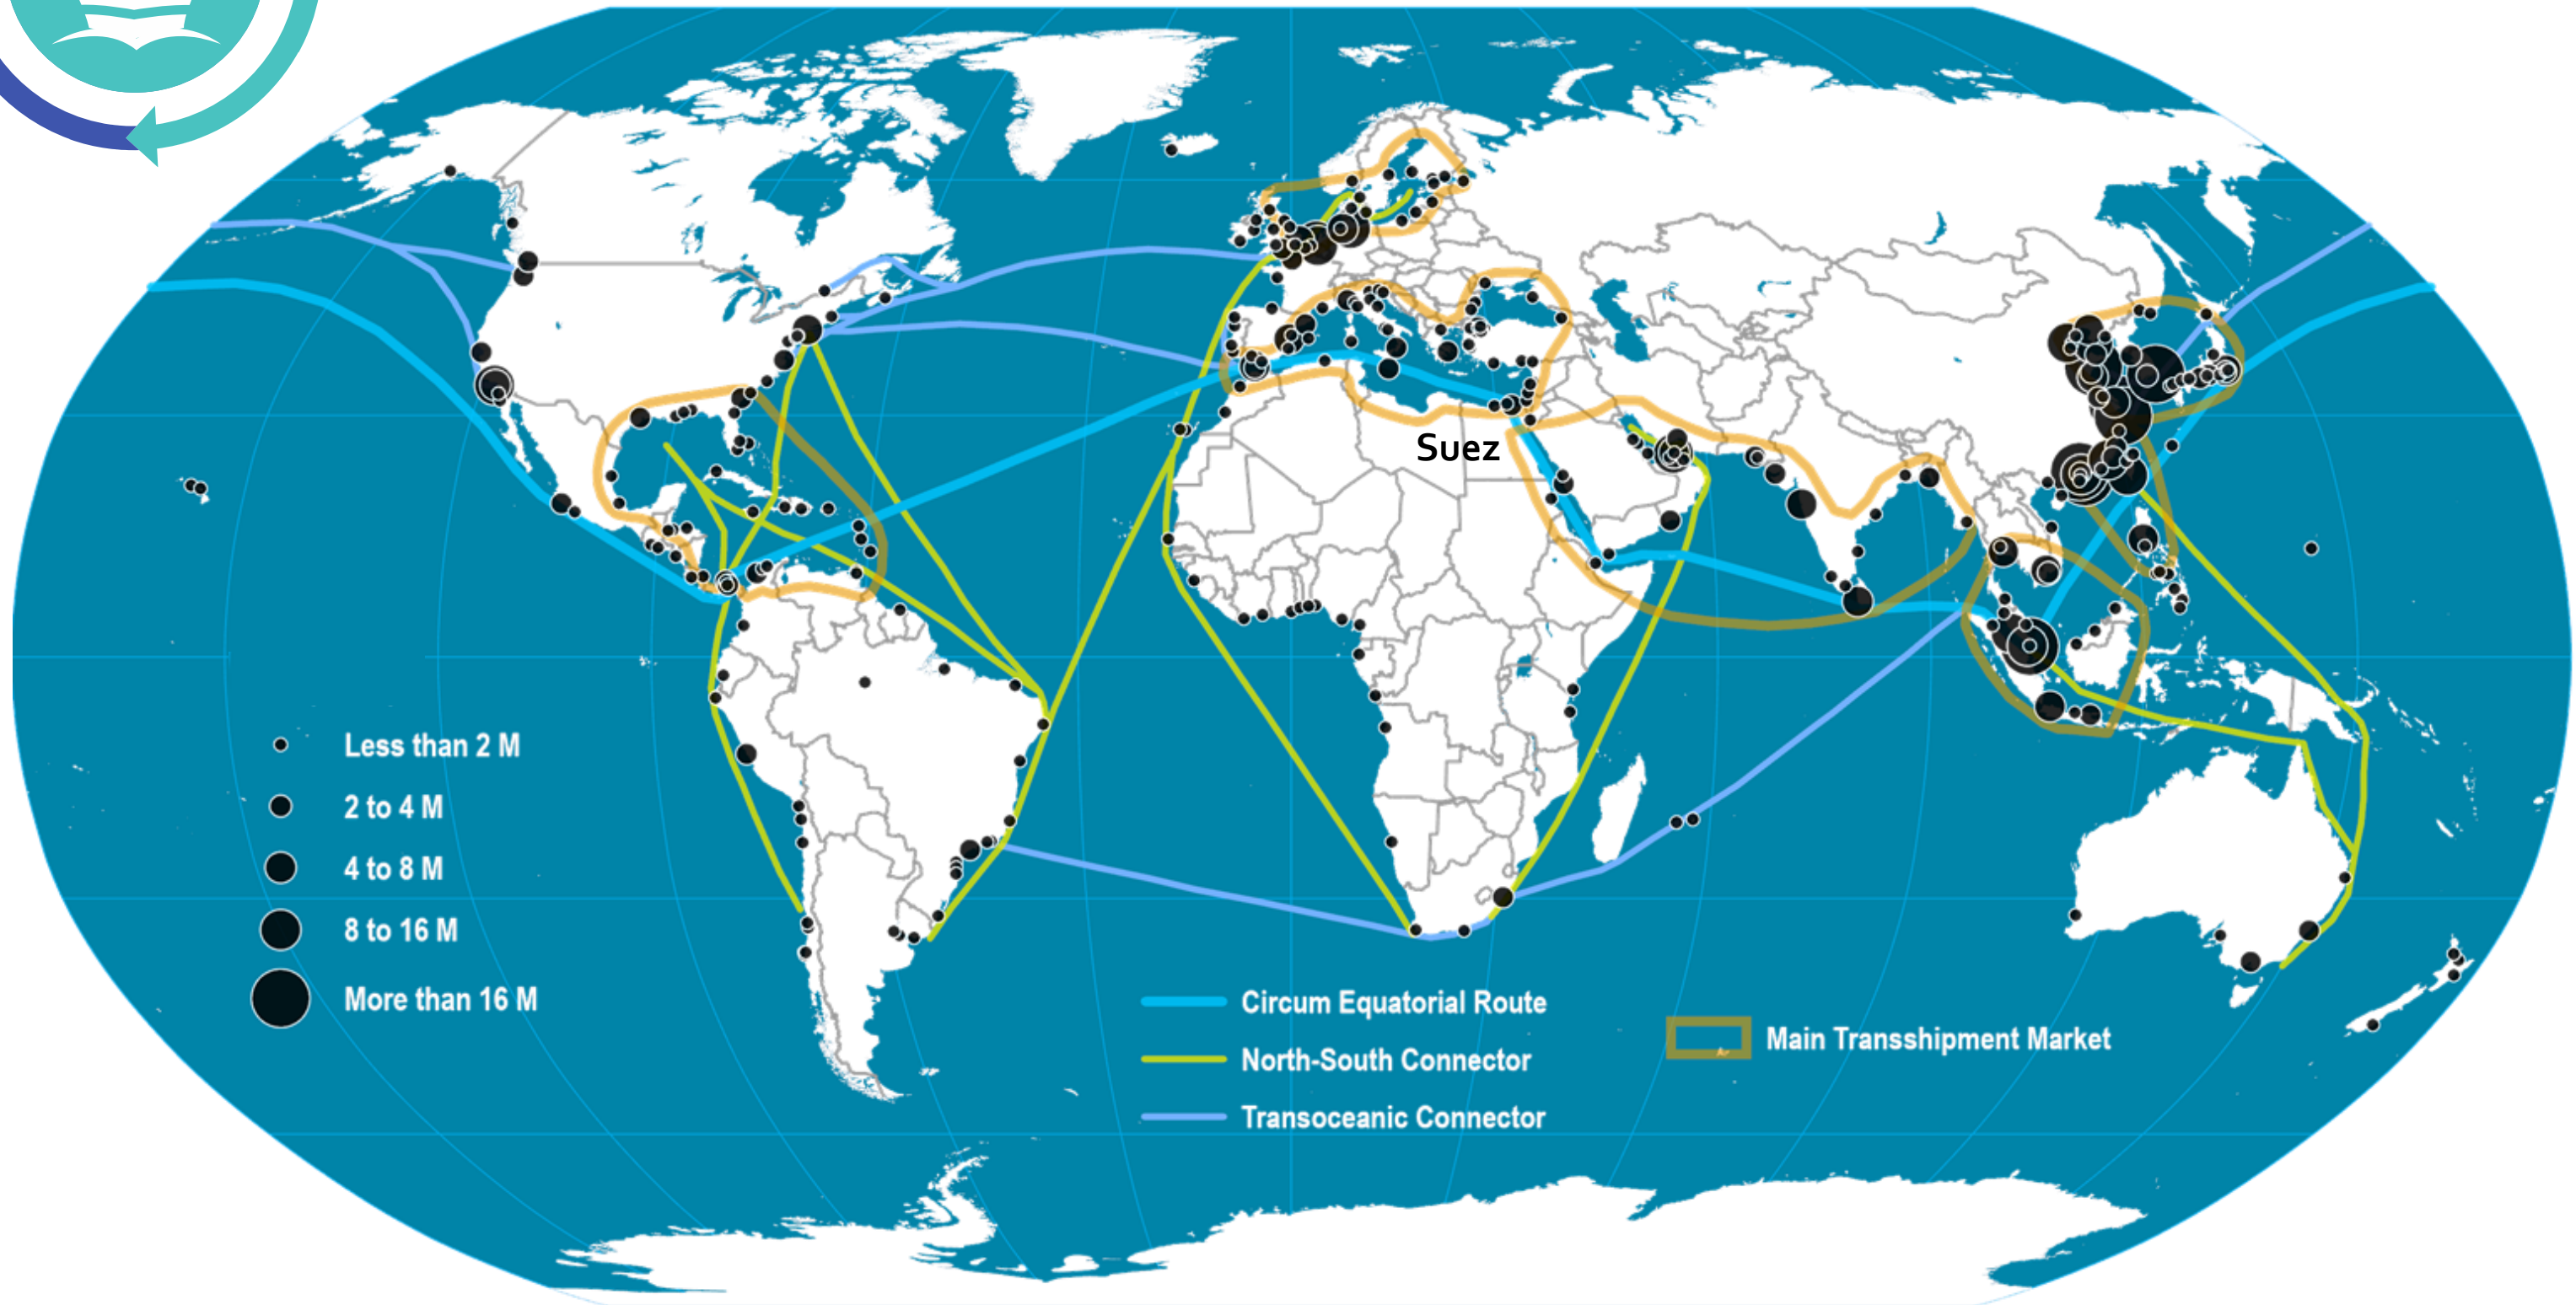 Suez
Less than 2 M
2 to 4 M
4 to 8 M
8 to 16 M
More than 16 M
Circum Equatorial Route
North-South Connector
Transoceanic Connector
Main Transshipment Market